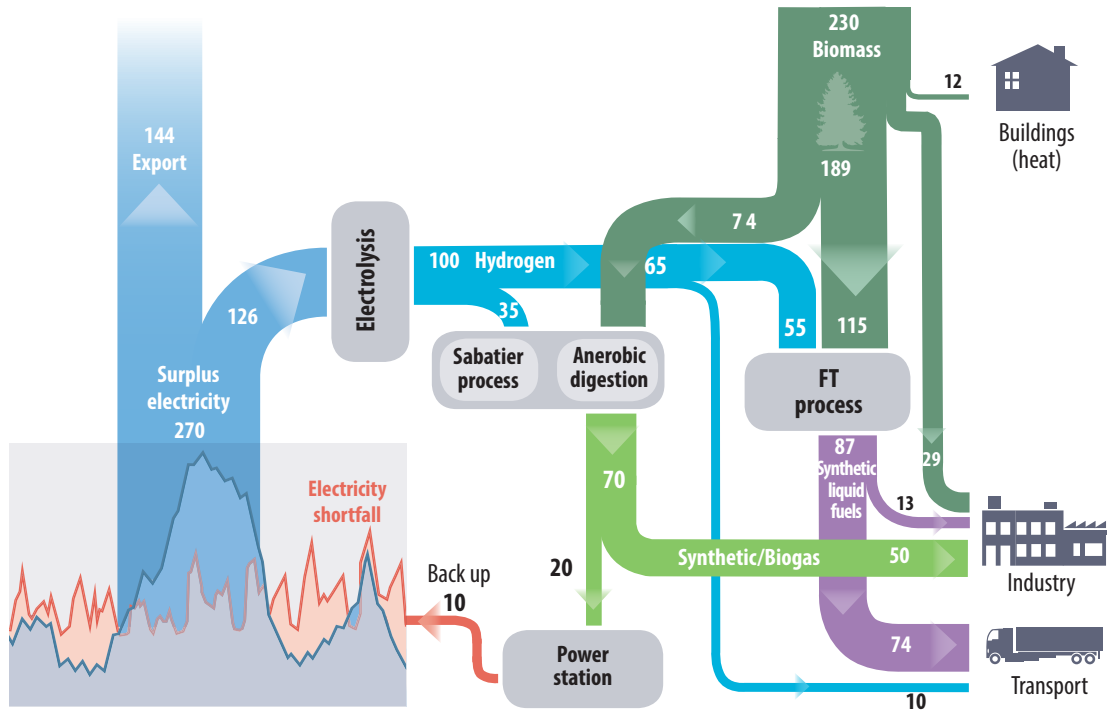 230
Biomass
12
Buildings
(heat)
144
Export
189
7 4
Electrolysis
100 Hydrogen
65
126
35
55
115
Sabatier
process
Anerobic
digestion
FT
process
Surplus
electricity
270
87
Synthetic
liquid
fuels
29
Electricity
shortfall
70
13
Synthetic/Biogas
50
20
Industry
Back up
10
Power
station
74
10
Transport